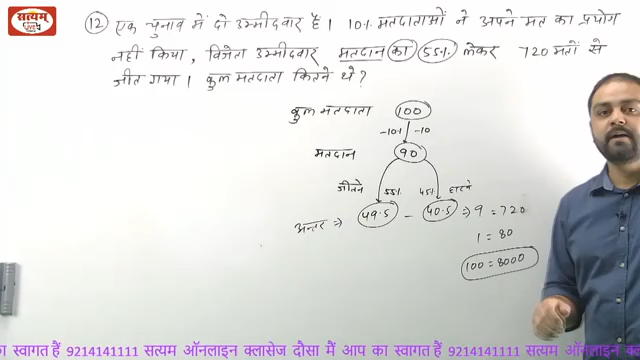 सत्यम्
(12) एक चुनाव में दो उम्मीदवार हैं। 10% मतदाताओं ने अपने मत का प्रयोग
नहीं किया, विजेता उम्मीदवार मतदान का 55% लेकर 720 मतों से
जीत गया। कुल मतदाता कितने थे?
कुल मतदाता 100
-10% -10
मतदान 90
जीतने 55% 45% हारने
अन्तर ⇒ 49.5 - 40.5 ⇒ 9 = 720
1 = 80
100 = 8000
का स्वागत हैं 9214141111 सत्यम ऑनलाइन क्लासेज दौसा मैं आप का स्वागत हैं 9214141111 सत्यम ऑनलाइन क्ल